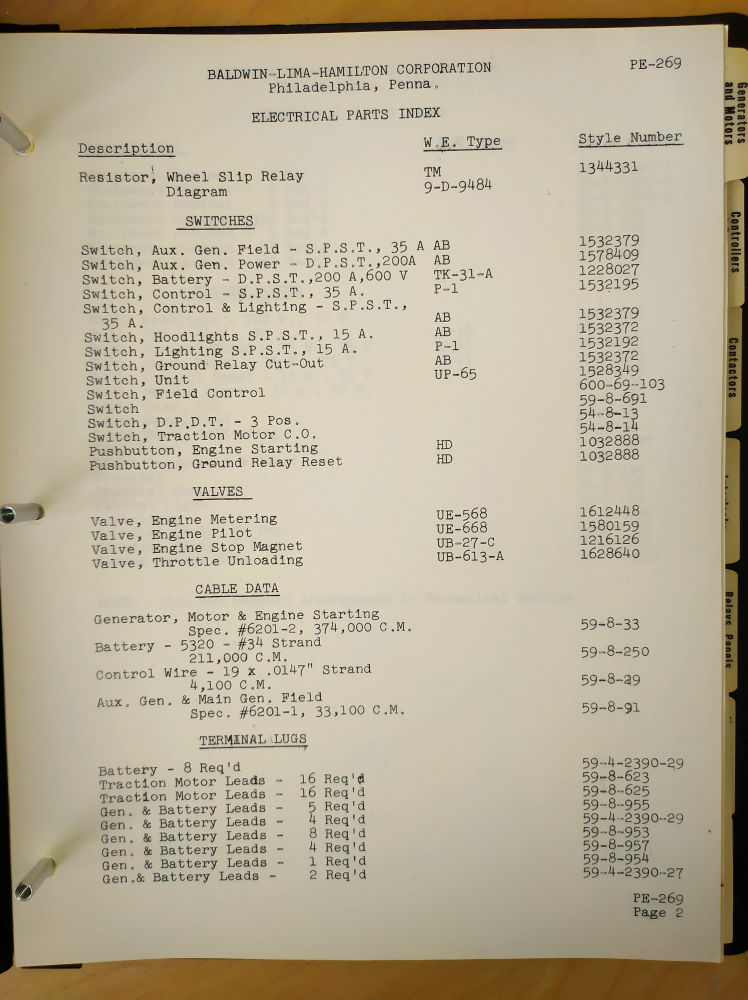 BALDWIN-LIMA-HAMILTON CORPORATION PE-269
Philadelphia, Penna.
ELECTRICAL PARTS INDEX
Description W.E. Type Style Number
Resistor, Wheel Slip Relay TM 1344331
Diagram 9-D-9484
SWITCHES
Switch, Aux. Gen. Field - S.P.S.T., 35 A AB 1532379
Switch, Aux. Gen. Power - D.P.S.T.,200A AB 1578409
Switch, Battery - D.P.S.T.,200 A,600 V TK-31-A 1228027
Switch, Control - S.P.S.T., 35 A. P-1 1532195
Switch, Control & Lighting - S.P.S.T.,
35 A. AB 1532379
Switch, Hoodlights S.P.S.T., 15 A. AB 1532372
Switch, Lighting S.P.S.T., 15 A. P-1 1532192
Switch, Ground Relay Cut-Out AB 1532372
Switch, Unit UP-65 1528349
Switch, Field Control 600-69-103
Switch 59-8-691
Switch, D.P.D.T. - 3 Pos. 54-8-13
Switch, Traction Motor C.O. 54-8-14
Pushbutton, Engine Starting HD 1032888
Pushbutton, Ground Relay Reset HD 1032888
VALVES
Valve, Engine Metering UE-568 1612448
Valve, Engine Pilot UE-668 1580159
Valve, Engine Stop Magnet UB-27-C 1216126
Valve, Throttle Unloading UB-613-A 1628640
CABLE DATA
Generator, Motor & Engine Starting
Spec. #6201-2, 374,000 C.M. 59-8-33
Battery - 5320 - #34 Strand
211,000 C.M. 59-8-250
Control Wire - 19 x .0147" Strand
4,100 C.M. 59-8-29
Aux. Gen. & Main Gen. Field
Spec. #6201-1, 33,100 C.M. 59-8-91
TERMINAL LUGS
Battery - 8 Req'd 59-4-2390-29
Traction Motor Leads - 16 Req'd 59-8-623
Traction Motor Leads - 16 Req'd 59-8-625
Gen. & Battery Leads - 5 Req'd 59-8-955
Gen. & Battery Leads - 4 Req'd 59-4-2390-29
Gen. & Battery Leads - 8 Req'd 59-8-953
Gen. & Battery Leads - 4 Req'd 59-8-957
Gen. & Battery Leads - 1 Req'd 59-8-954
Gen.& Battery Leads - 2 Req'd 59-4-2390-27
PE-269
Page 2
Generators
and Motors
Controllers
Contactors
Relays Panels